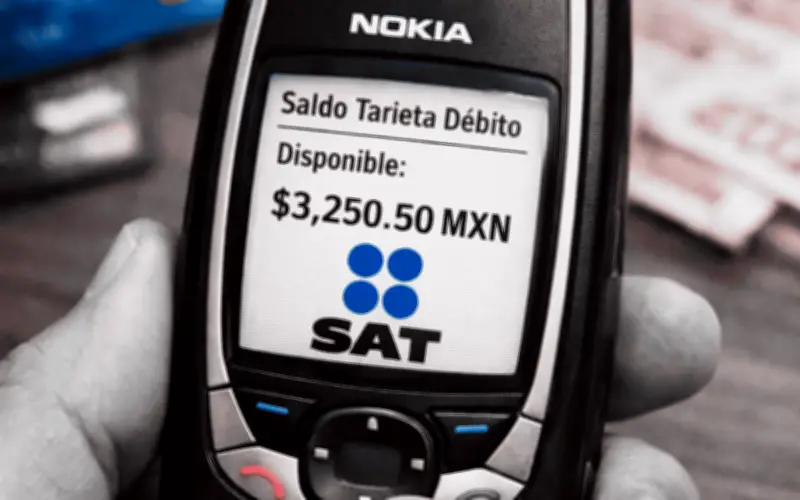 NOKIA
Saldo Tarieta Débito
Disponible:
$3,250.50 MXN
SAT